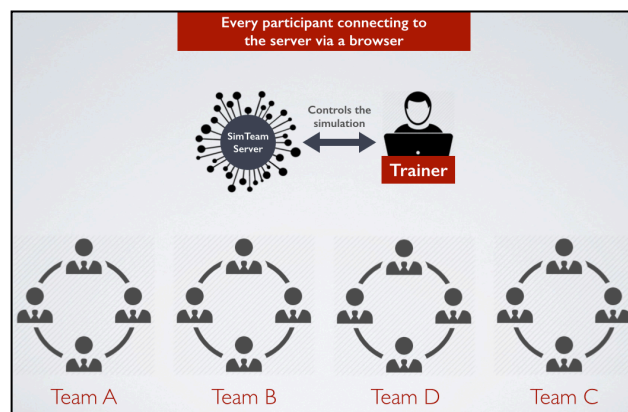 Every participant connecting to
the server via a browser
Controls the
simulation
SimTeam
Server
Trainer
Team A
Team B
Team D
Team C